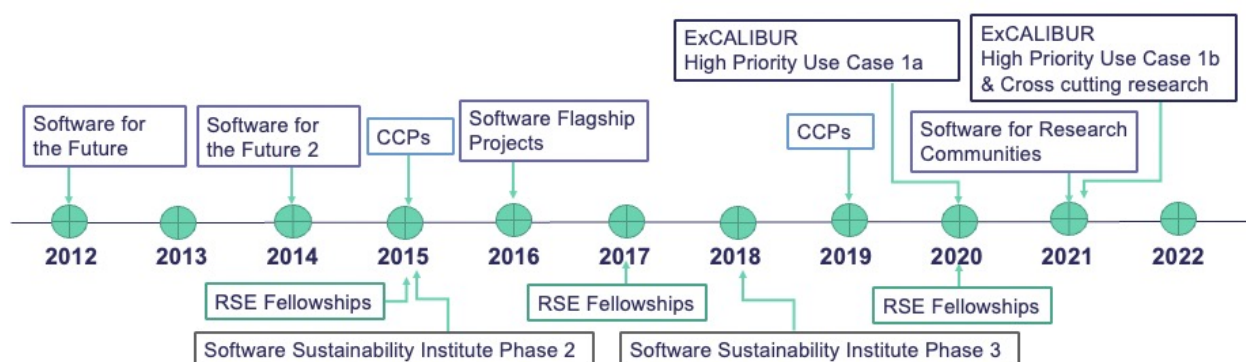 ExCALIBUR
High Priority Use Case 1a
ExCALIBUR
High Priority Use Case 1b
& Cross cutting research
Software for
the Future
Software for
the Future 2
CCPs
Software Flagship
Projects
CCPs
Software for Research
Communities
2012 2013 2014 2015 2016 2017 2018 2019 2020 2021 2022
RSE Fellowships
RSE Fellowships
RSE Fellowships
Software Sustainability Institute Phase 2
Software Sustainability Institute Phase 3